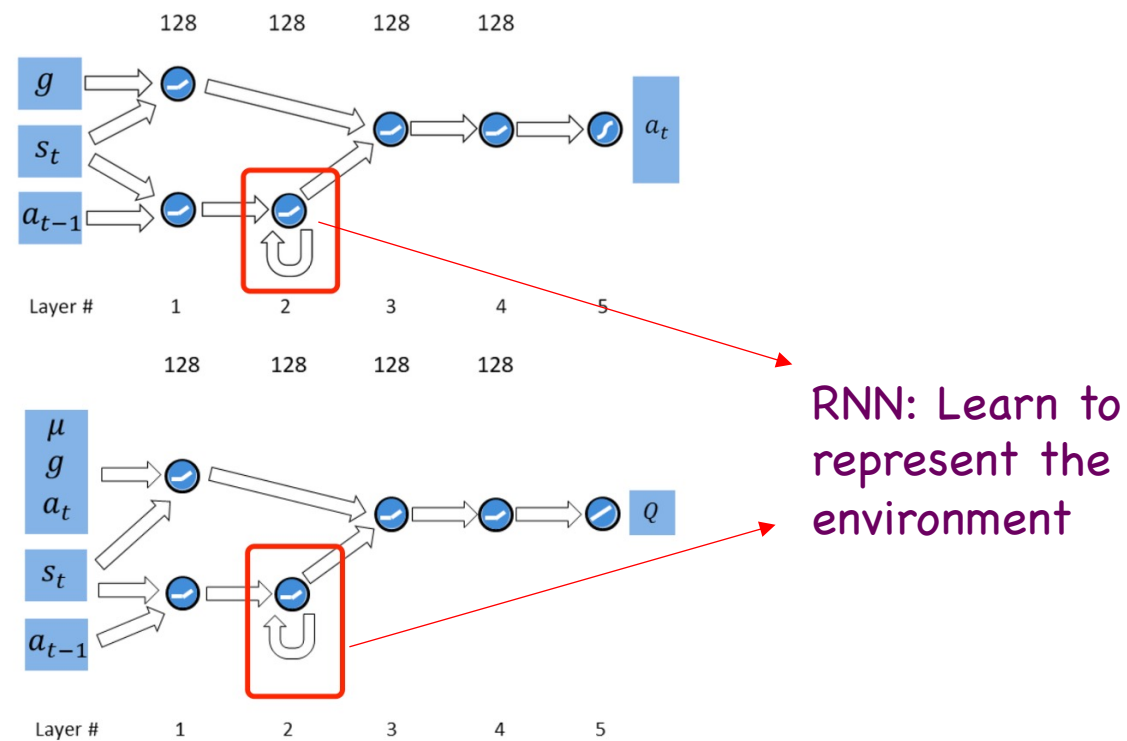 128 128 128 128
g
s_t
a_{t-1}
a_t
Layer # 1 2 3 4 5
128 128 128 128
μ
g
a_t
s_t
a_{t-1}
Q
Layer # 1 2 3 4 5
RNN: Learn to
represent the
environment